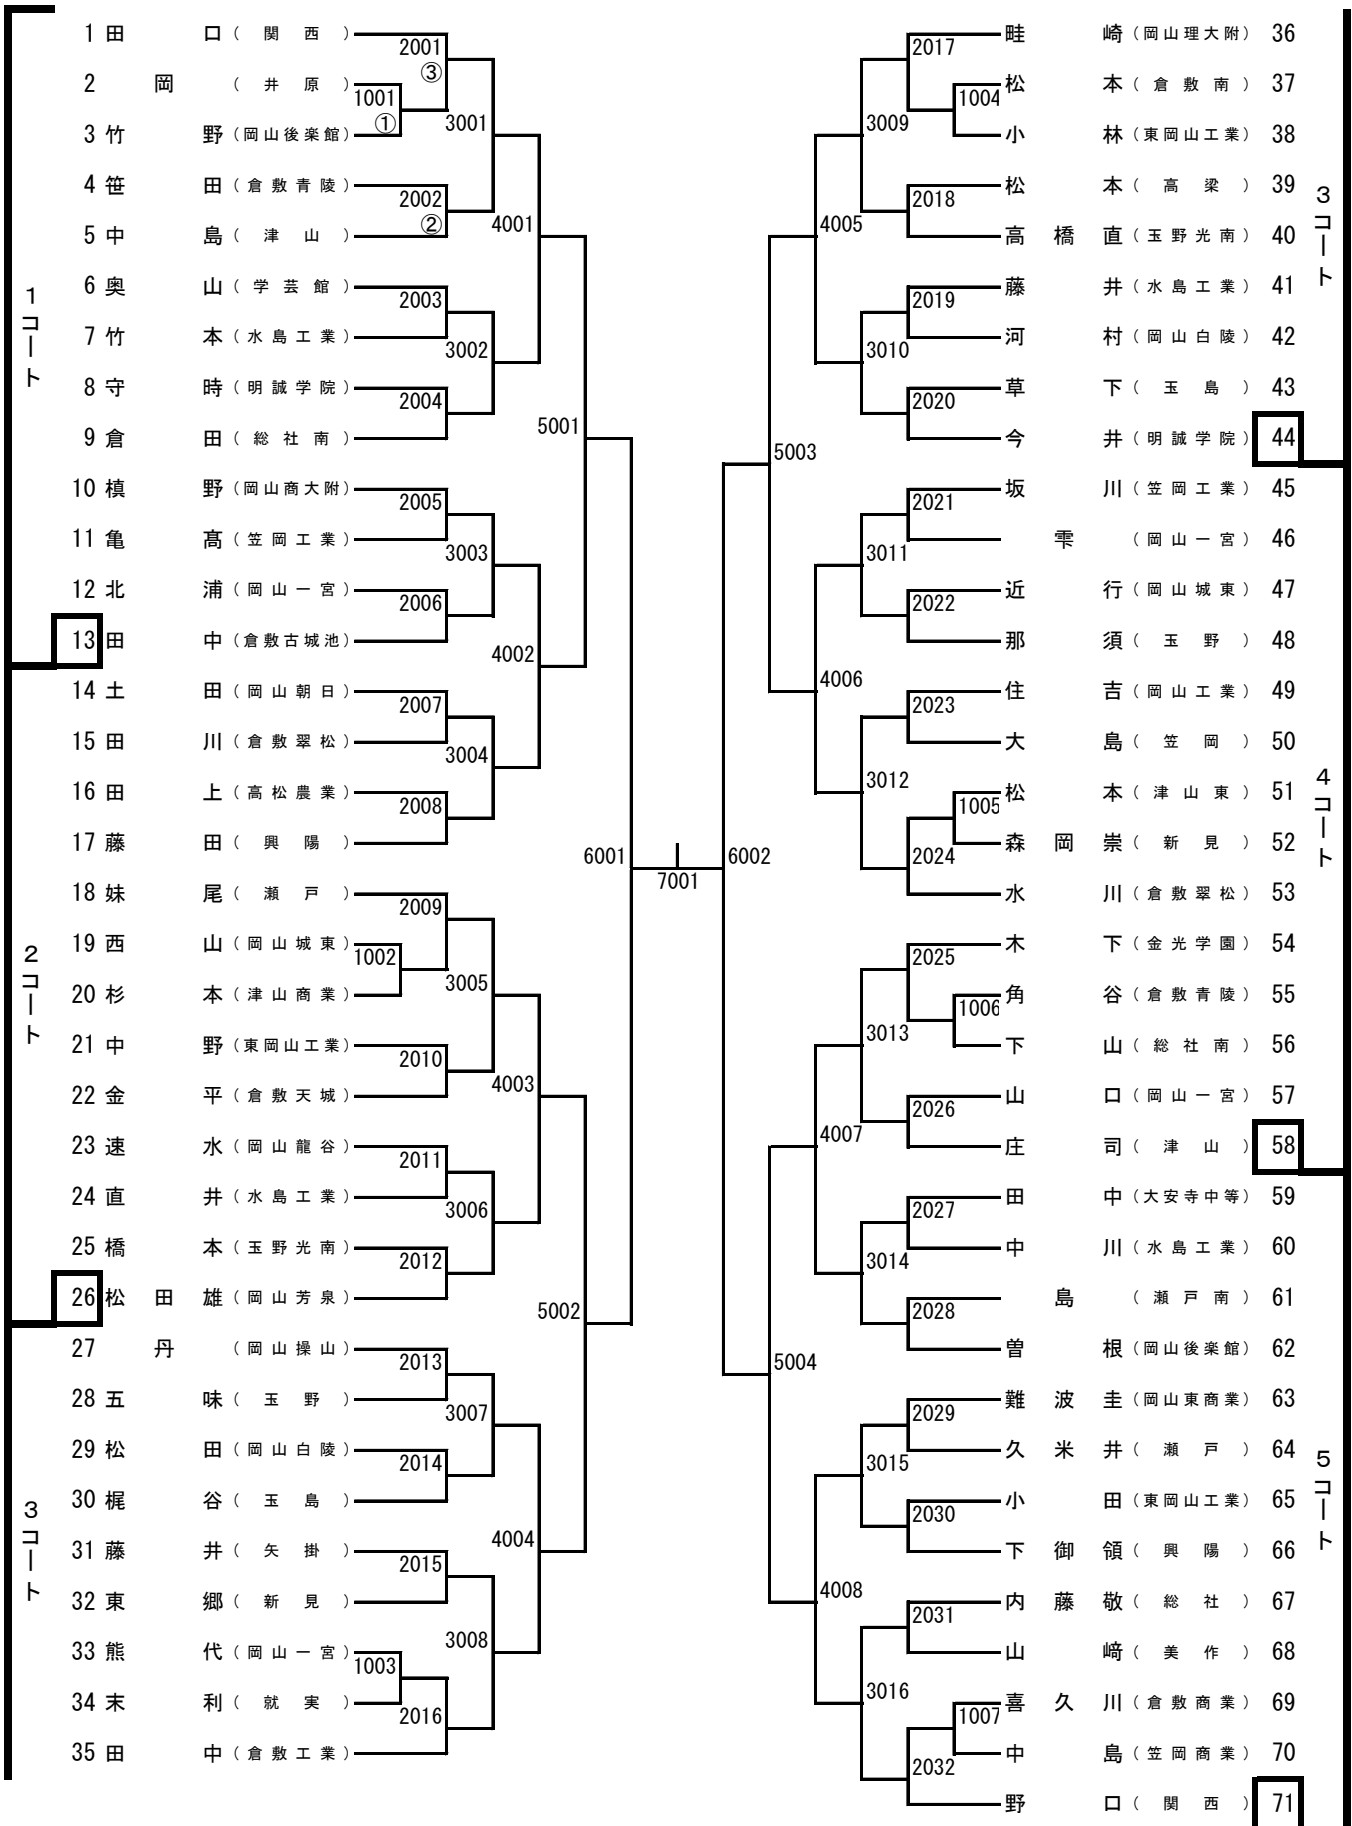 1 田 口 （ 関 西 ）
2 岡 （ 井 原 ）
3 竹 野 （岡山後楽館）
4 笹 田 （倉敷青陵）
5 中 島 （ 津 山 ）
6 奥 山 （ 学 芸 館 ）
7 竹 本 （水島工業）
8 守 時 （明誠学院）
9 倉 田 （ 総 社 南 ）
10 槙 野 （岡山商大附）
11 亀 髙 （笠岡工業）
12 北 浦 （岡山一宮）
13 田 中 （倉敷古城池）
14 土 田 （岡山朝日）
15 田 川 （倉敷翠松）
16 田 上 （高松農業）
17 藤 田 （ 興 陽 ）
18 妹 尾 （ 瀬 戸 ）
19 西 山 （岡山城東）
20 杉 本 （津山商業）
21 中 野 （東岡山工業）
22 金 平 （倉敷天城）
23 速 水 （岡山龍谷）
24 直 井 （水島工業）
25 橋 本 （玉野光南）
26 松 田 雄 （岡山芳泉）
27 丹 （岡山操山）
28 五 味 （ 玉 野 ）
29 松 田 （岡山白陵）
30 梶 谷 （ 玉 島 ）
31 藤 井 （ 矢 掛 ）
32 東 郷 （ 新 見 ）
33 熊 代 （岡山一宮）
34 末 利 （ 就 実 ）
35 田 中 （倉敷工業）
1コート
2コート
3コート
1001
①
1002
1003
2001
③
2002
②
2003
2004
2005
2006
2007
2008
2009
2010
2011
2012
2013
2014
2015
2016
3001
3002
3003
3004
3005
3006
3007
3008
4001
4002
4003
4004
5001
5002
6001
7001
6002
5003
5004
4005
4006
4007
4008
3009
3010
3011
3012
3013
3014
3015
3016
2017
2018
2019
2020
2021
2022
2023
2024
2025
2026
2027
2028
2029
2030
2031
2032
1004
1005
1006
1007
畦 崎 （岡山理大附） 36
松 本 （ 倉 敷 南 ） 37
小 林 （東岡山工業） 38
松 本 （ 高 梁 ） 39
高 橋 直 （玉野光南） 40
藤 井 （水島工業） 41
河 村 （岡山白陵） 42
草 下 （ 玉 島 ） 43
今 井 （明誠学院） 44
坂 川 （笠岡工業） 45
雫 （岡山一宮） 46
近 行 （岡山城東） 47
那 須 （ 玉 野 ） 48
住 吉 （岡山工業） 49
大 島 （ 笠 岡 ） 50
松 本 （ 津 山 東 ） 51
森 岡 崇 （ 新 見 ） 52
水 川 （倉敷翠松） 53
木 下 （金光学園） 54
角 谷 （倉敷青陵） 55
下 山 （ 総 社 南 ） 56
山 口 （岡山一宮） 57
庄 司 （ 津 山 ） 58
田 中 （大安寺中等） 59
中 川 （水島工業） 60
島 （ 瀬 戸 南 ） 61
曽 根 （岡山後楽館） 62
難 波 圭 （岡山東商業） 63
久 米 井 （ 瀬 戸 ） 64
小 田 （東岡山工業） 65
下 御 領 （ 興 陽 ） 66
内 藤 敬 （ 総 社 ） 67
山 﨑 （ 美 作 ） 68
喜 久 川 （倉敷商業） 69
中 島 （笠岡商業） 70
野 口 （ 関 西 ） 71
3コート
4コート
5コート